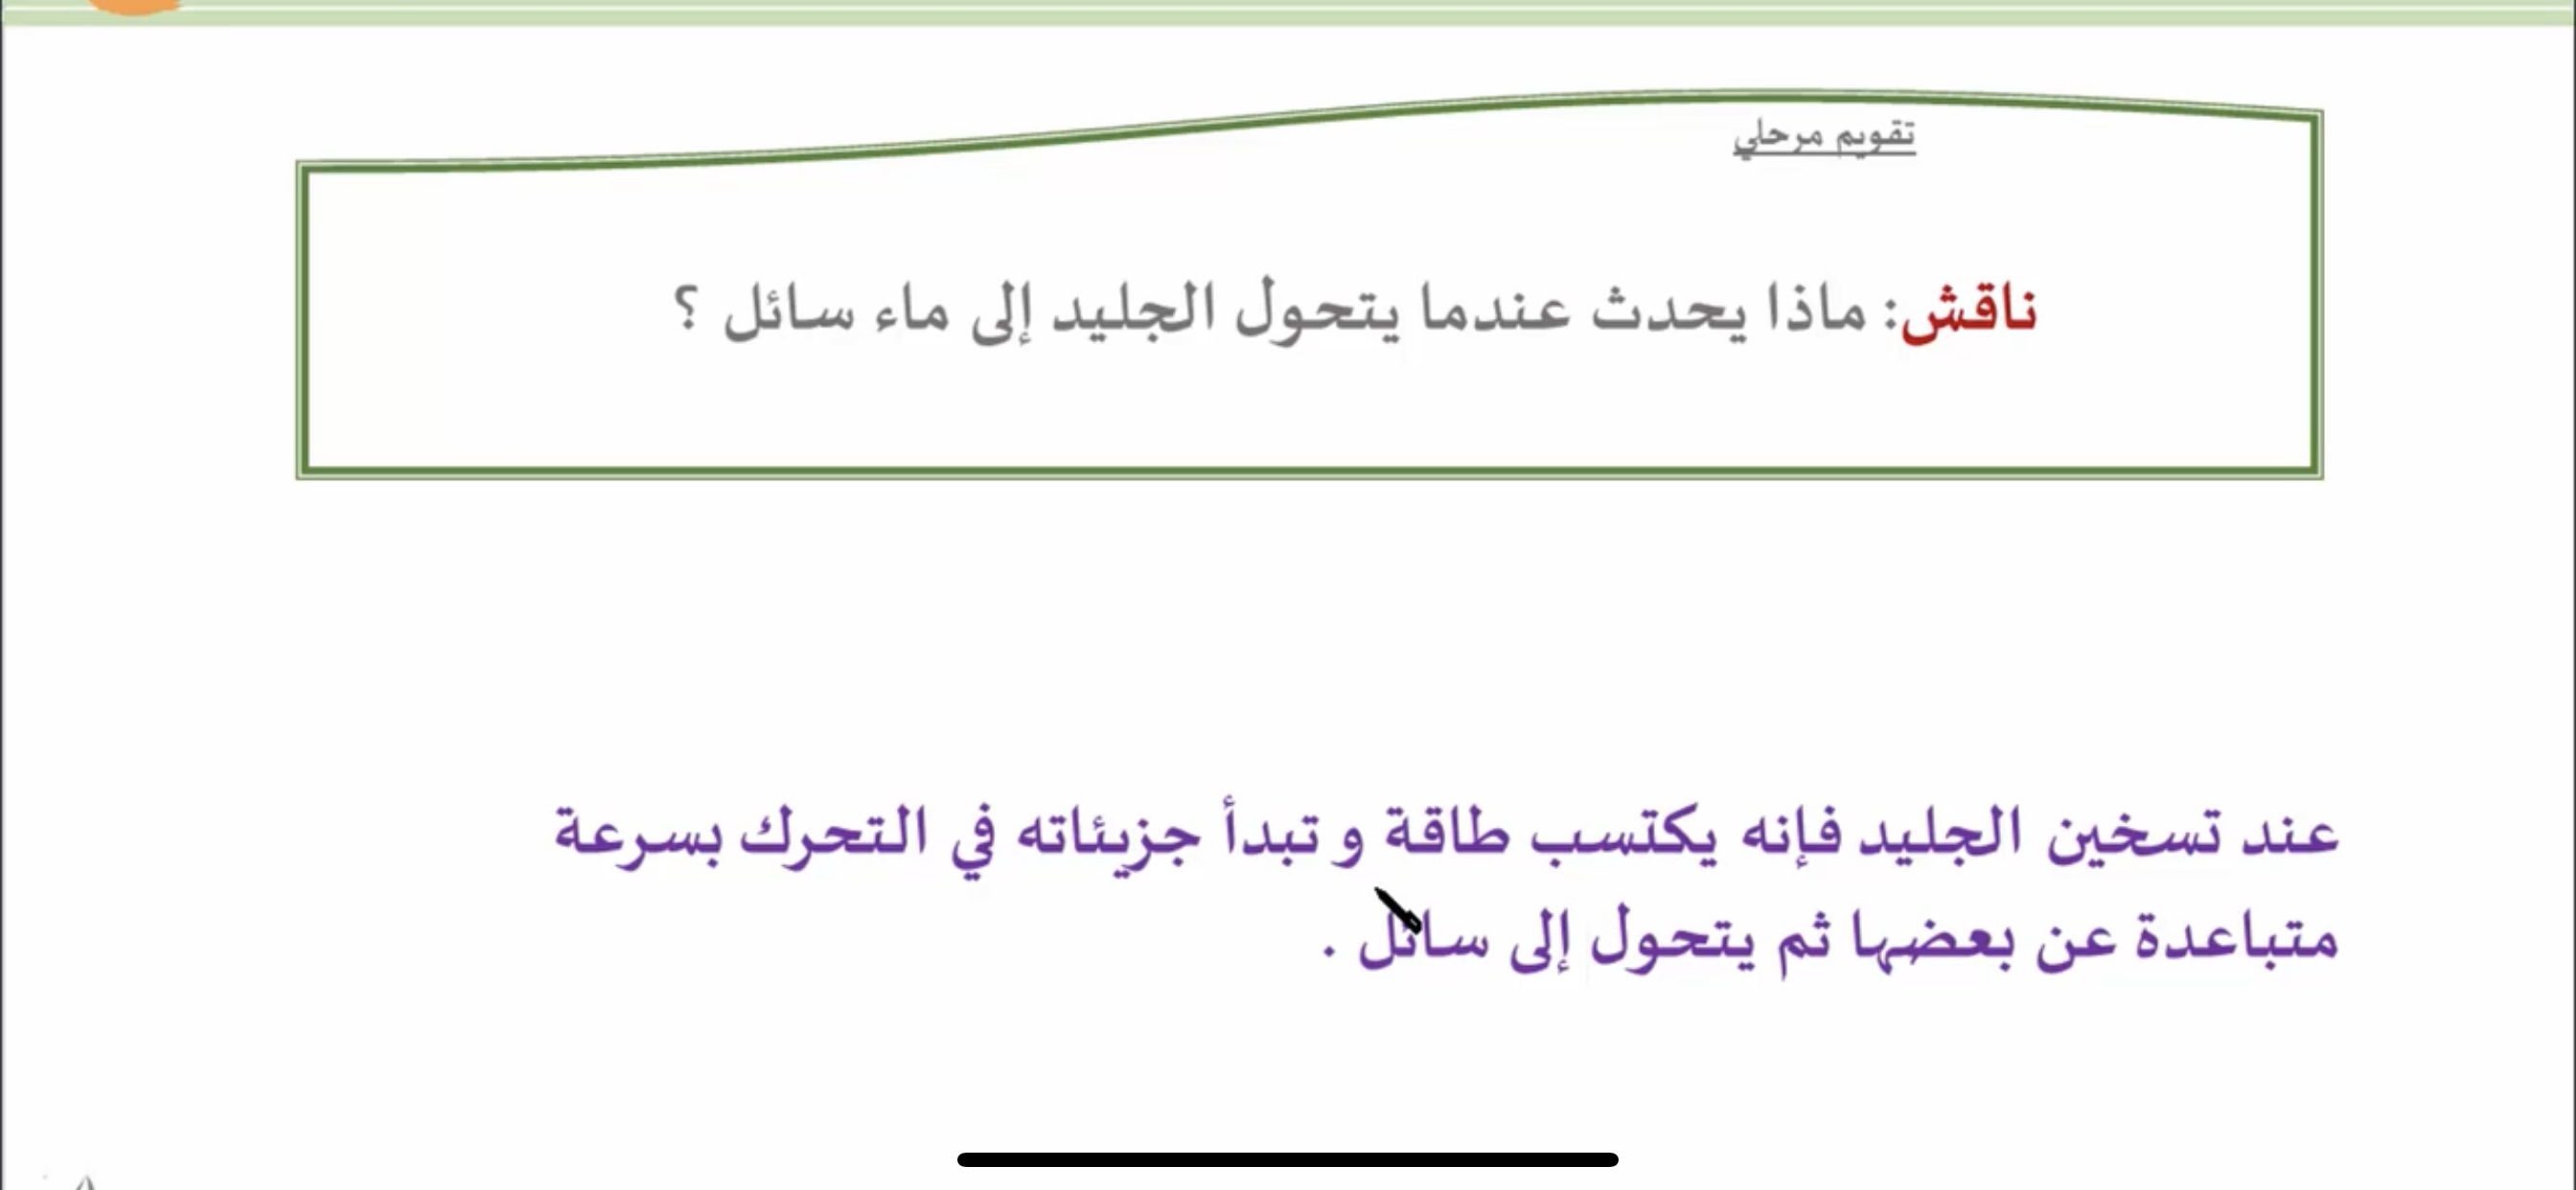 تقويم مرحلي
ناقش: ماذا يحدث عندما يتحول الجليد إلى ماء سائل ؟
عند تسخين الجليد فإنه يكتسب طاقة و تبدأ جزيئاته في التحرك بسرعة
متباعدة عن بعضها ثم يتحول إلى سائل .